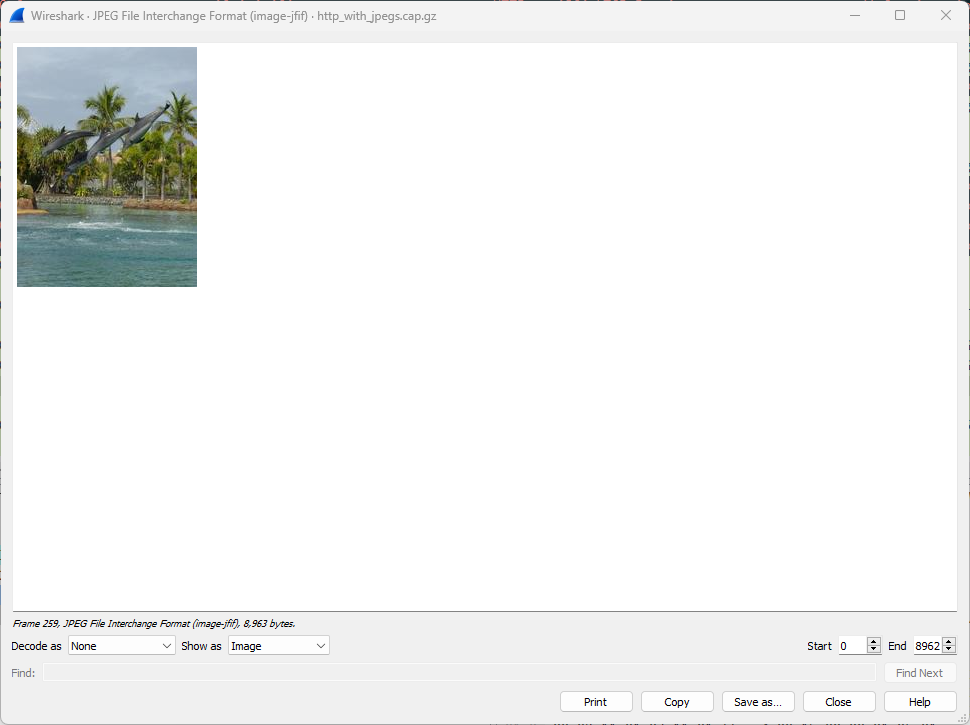 Wireshark · JPEG File Interchange Format (image-jfif) · http_with_jpegs.cap.gz
Frame 259, JPEG File Interchange Format (image-jfif), 8,963 bytes.
Decode as None Show as Image Start 0 End 8962
Find: Find Next
Print Copy Save as... Close Help